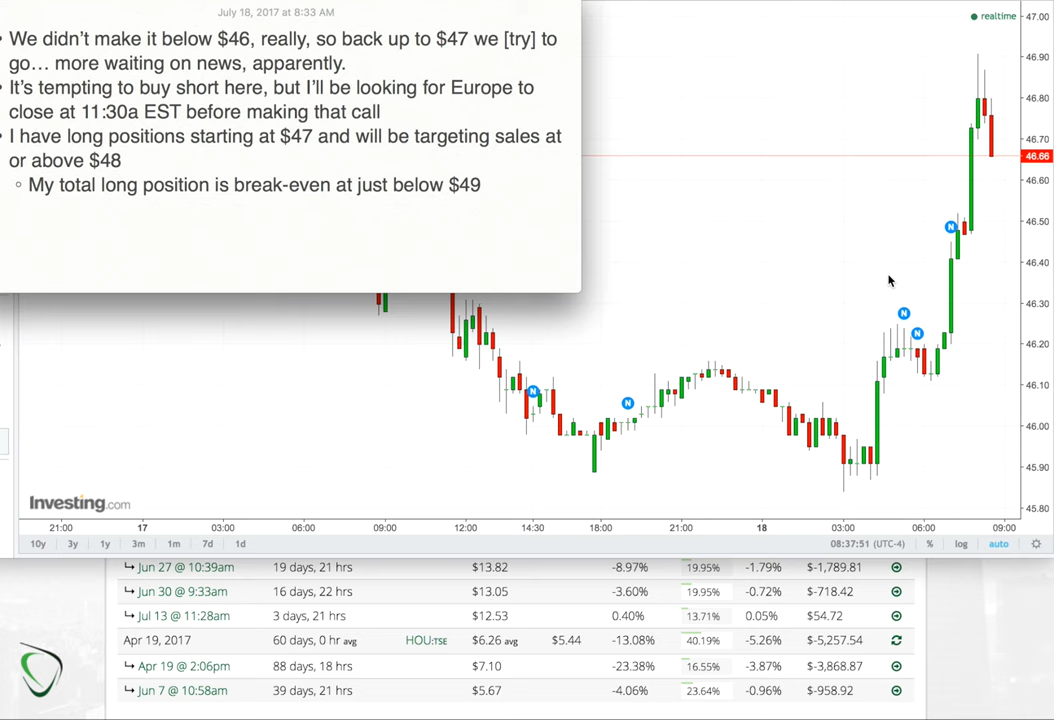 July 18, 2017 at 8:33 AM
• We didn't make it below $46, really, so back up to $47 we [try] to
go… more waiting on news, apparently.
• It's tempting to buy short here, but I'll be looking for Europe to
close at 11:30a EST before making that call
• I have long positions starting at $47 and will be targeting sales at
or above $48
◦ My total long position is break-even at just below $49
realtime
47.00
46.90
46.80
46.70
46.66
46.60
46.50
46.40
46.30
46.20
46.10
46.00
45.90
45.80
N
N
N
N
N
Investing.com
21:00 17 03:00 06:00 09:00 12:00 14:30 18:00 21:00 18 03:00 06:00 09:00
10y 3y 1y 3m 1m 7d 1d 08:37:51 (UTC-4) % log auto
↳ Jun 27 @ 10:39am 19 days, 21 hrs $13.82 -8.97% 19.95% -1.79% $-1,789.81
↳ Jun 30 @ 9:33am 16 days, 22 hrs $13.05 -3.60% 19.95% -0.72% $-718.42
↳ Jul 13 @ 11:28am 3 days, 21 hrs $12.53 0.40% 13.71% 0.05% $54.72
Apr 19, 2017 60 days, 0 hr avg HOU:TSE $6.26 avg $5.44 -13.08% 40.19% -5.26% $-5,257.54
↳ Apr 19 @ 2:06pm 88 days, 18 hrs $7.10 -23.38% 16.55% -3.87% $-3,868.87
↳ Jun 7 @ 10:58am 39 days, 21 hrs $5.67 -4.06% 23.64% -0.96% $-958.92